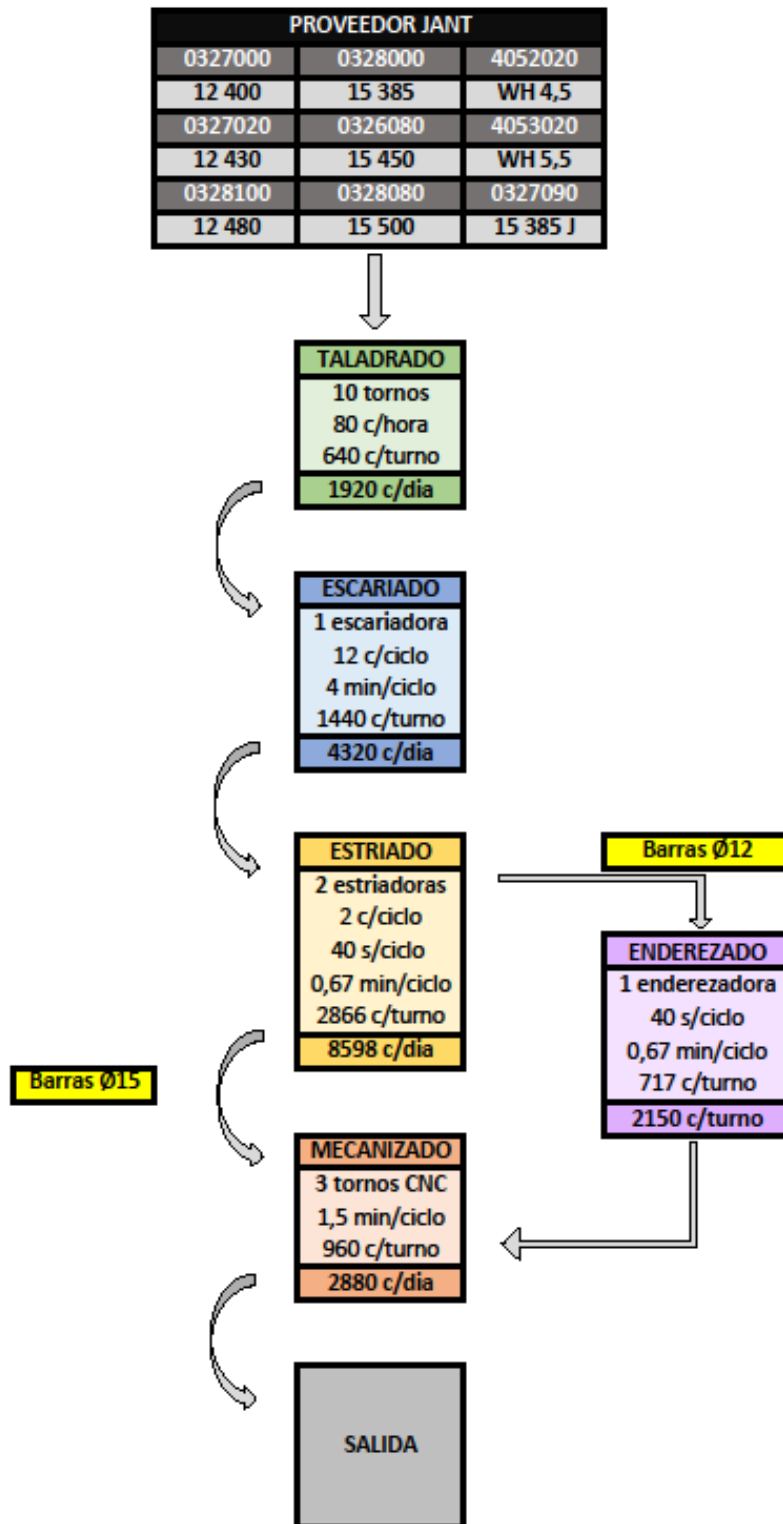 PROVEEDOR JANT
0327000 0328000 4052020
12 400 15 385 WH 4,5
0327020 0326080 4053020
12 430 15 450 WH 5,5
0328100 0328080 0327090
12 480 15 500 15 385 J
TALADRADO
10 tornos
80 c/hora
640 c/turno
1920 c/dia
ESCARIADO
1 escariadora
12 c/ciclo
4 min/ciclo
1440 c/turno
4320 c/dia
ESTRIADO
2 estriadoras
2 c/ciclo
40 s/ciclo
0,67 min/ciclo
2866 c/turno
8598 c/dia
Barras Ø12
ENDEREZADO
1 enderezadora
40 s/ciclo
0,67 min/ciclo
717 c/turno
2150 c/turno
Barras Ø15
MECANIZADO
3 tornos CNC
1,5 min/ciclo
960 c/turno
2880 c/dia
SALIDA